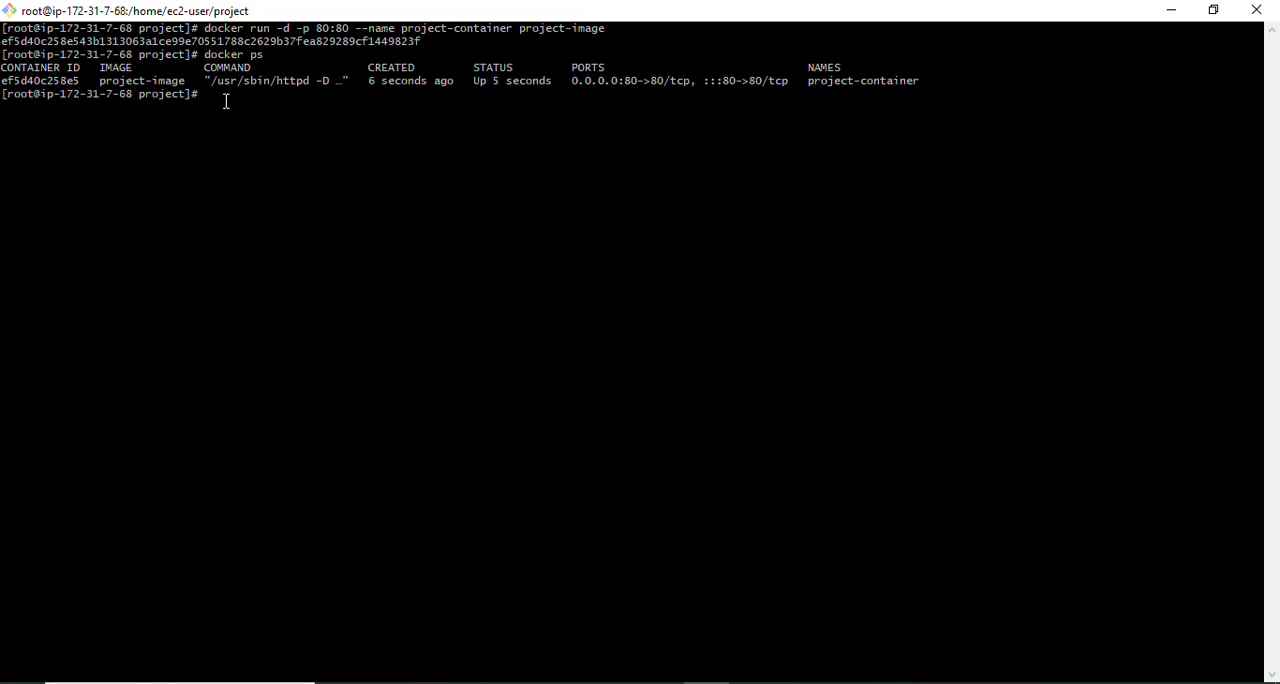 root@ip-172-31-7-68:/home/ec2-user/project
[root@ip-172-31-7-68 project]# docker run -d -p 80:80 --name project-container project-image
ef5d40c258e543b1313063a1ce99e70551788c2629b37fea829289cf1449823f
[root@ip-172-31-7-68 project]# docker ps
CONTAINER ID   IMAGE           COMMAND                  CREATED         STATUS         PORTS                               NAMES
ef5d40c258e5   project-image   "/usr/sbin/httpd -D …"   6 seconds ago   Up 5 seconds   0.0.0.0:80->80/tcp, :::80->80/tcp   project-container
[root@ip-172-31-7-68 project]#